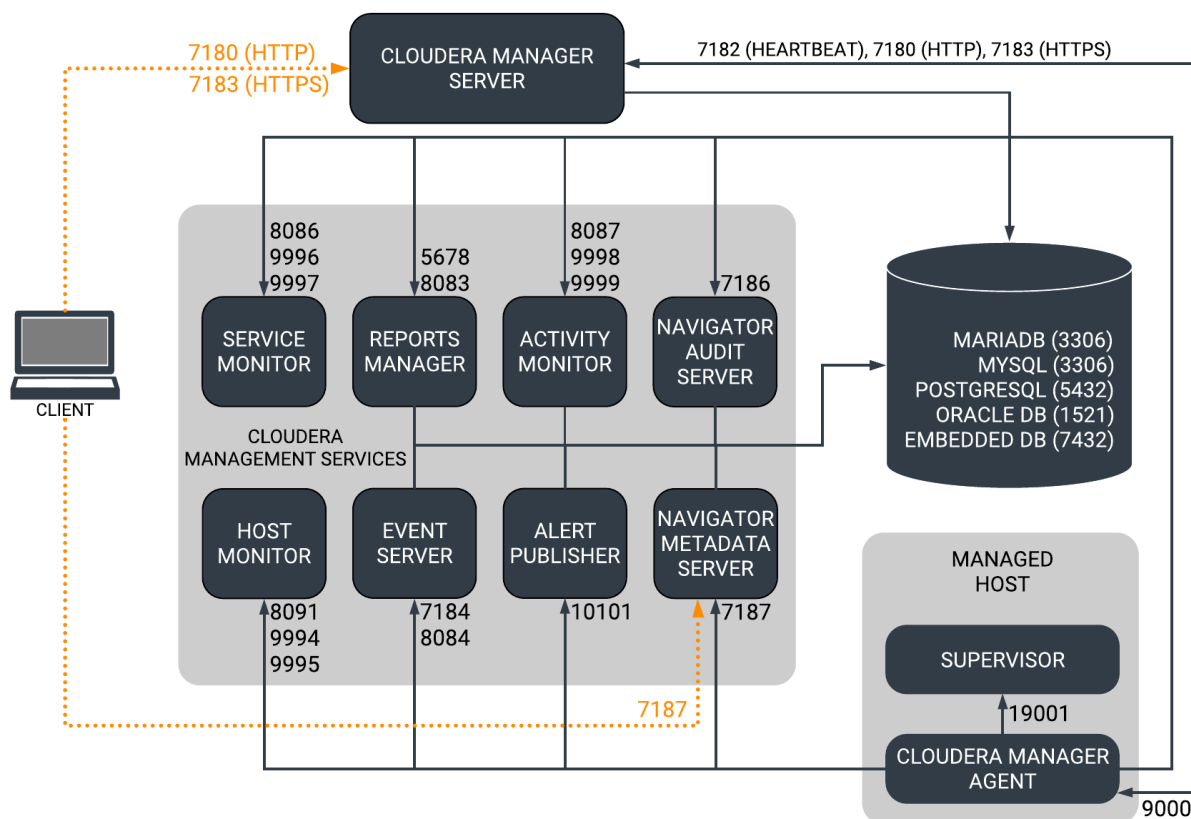 7180 (HTTP)
7183 (HTTPS)
CLOUDERA MANAGER
SERVER
7182 (HEARTBEAT), 7180 (HTTP), 7183 (HTTPS)
8086
9996
9997
5678
8083
8087
9998
9999
7186
SERVICE
MONITOR
REPORTS
MANAGER
ACTIVITY
MONITOR
NAVIGATOR
AUDIT
SERVER
MARIADB (3306)
MYSQL (3306)
POSTGRESQL (5432)
ORACLE DB (1521)
EMBEDDED DB (7432)
CLIENT
CLOUDERA
MANAGEMENT SERVICES
HOST
MONITOR
EVENT
SERVER
ALERT
PUBLISHER
NAVIGATOR
METADATA
SERVER
8091
9994
9995
7184
8084
10101
7187
7187
MANAGED
HOST
SUPERVISOR
19001
CLOUDERA MANAGER
AGENT
9000